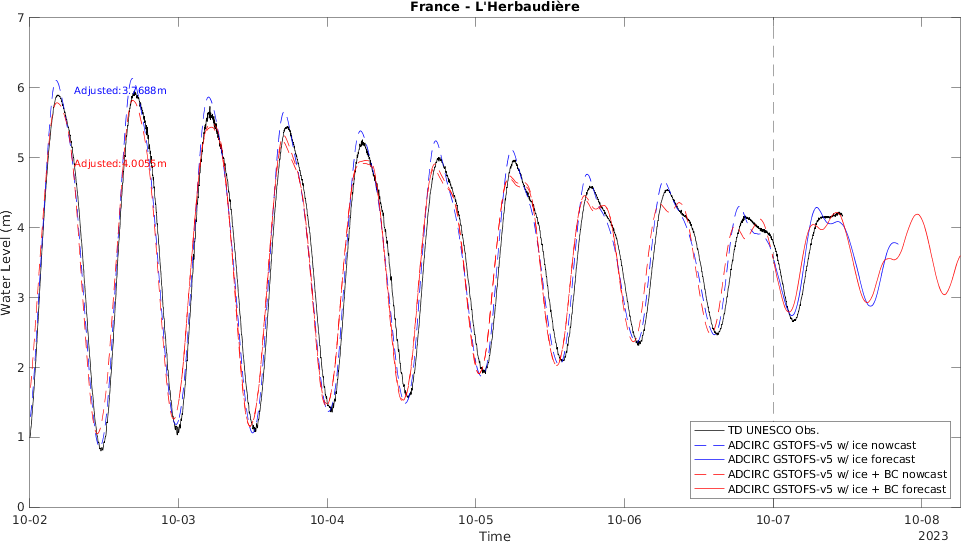 France - L'Herbaudière
7
6
5
4
3
2
1
0
Water Level (m)
Adjusted:3.7688m
Adjusted:4.0055m
TD UNESCO Obs.
ADCIRC GSTOFS-v5 w/ ice nowcast
ADCIRC GSTOFS-v5 w/ ice forecast
ADCIRC GSTOFS-v5 w/ ice + BC nowcast
ADCIRC GSTOFS-v5 w/ ice + BC forecast
10-02 10-03 10-04 10-05 10-06 10-07 10-08
Time
2023